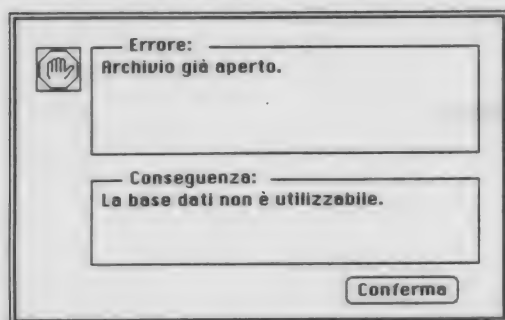 Errore:
Archivio già aperto.
Conseguenza:
La base dati non è utilizzabile.
Conferma